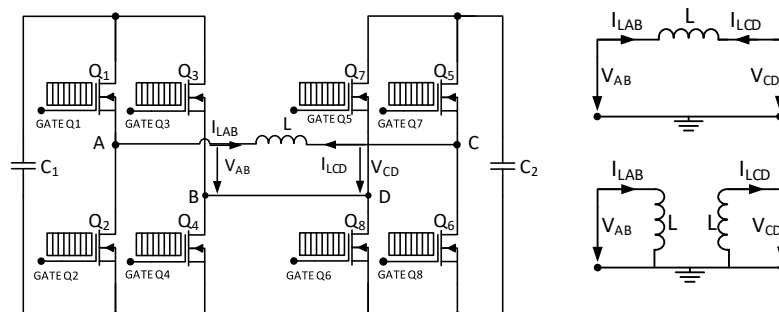 Q1
Q3
Q7
Q5
GATE Q1
GATE Q3
GATE Q5
GATE Q7
ILAB
L
A
C
C1
VAB
ILCD
VCD
C2
B
D
Q2
Q4
Q8
Q6
GATE Q2
GATE Q4
GATE Q6
GATE Q8
ILAB
L
ILCD
VAB
VCD
ILAB
ILCD
VAB
L
L
VCD